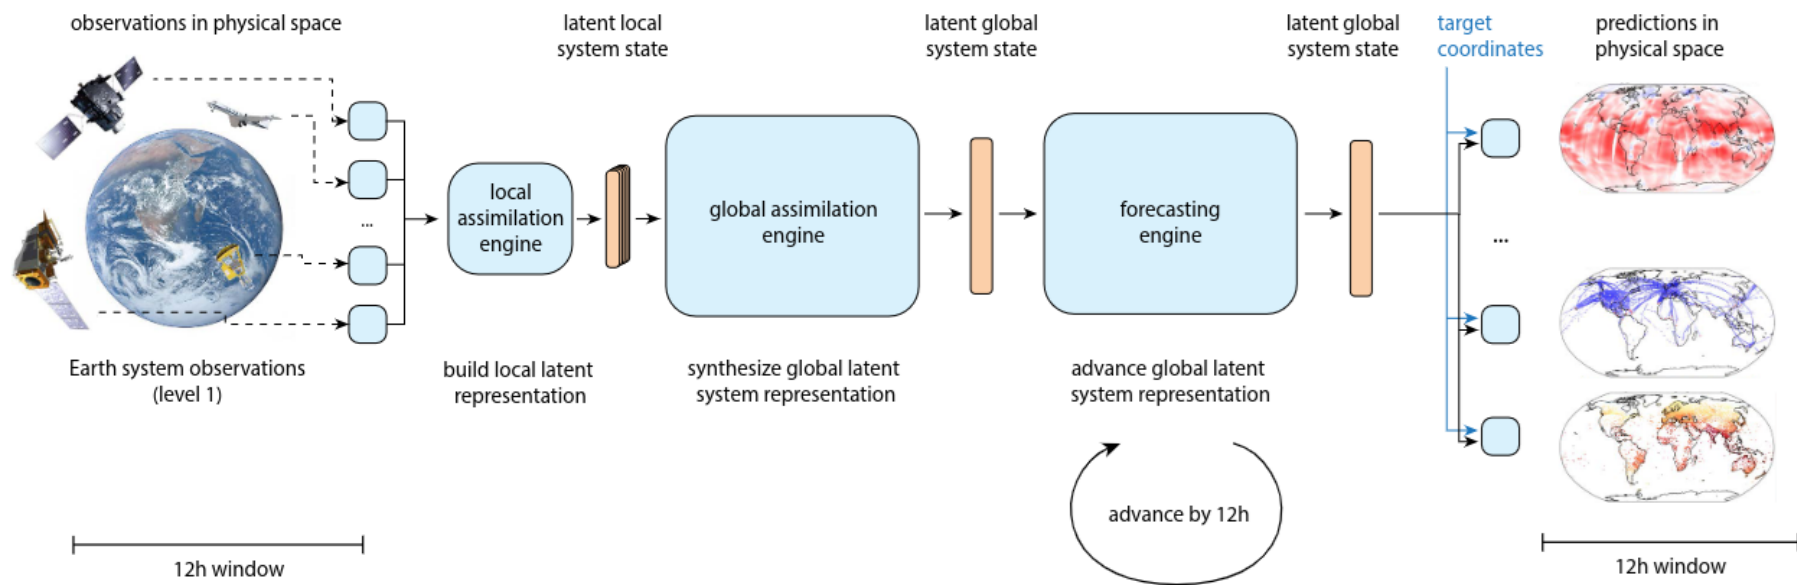 observations in physical space
latent local
system state
latent global
system state
latent global
system state
target
coordinates
predictions in
physical space
...
local
assimilation
engine
global assimilation
engine
forecasting
engine
...
Earth system observations
(level 1)
build local latent
representation
synthesize global latent
system representation
advance global latent
system representation
advance by 12h
12h window
12h window